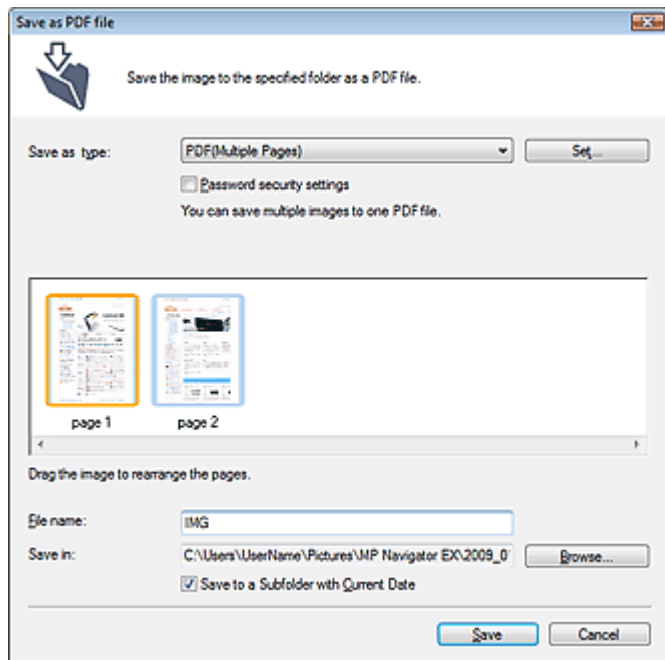 Save as PDF file
Save the image to the specified folder as a PDF file.
Save as type: PDF(Multiple Pages) Set...
Password security settings
You can save multiple images to one PDF file.
page 1 page 2
Drag the image to rearrange the pages.
File name: IMG
Save in: C:\Users\UserName\Pictures\MP Navigator EX\2009_0 Browse...
Save to a Subfolder with Current Date
Save Cancel